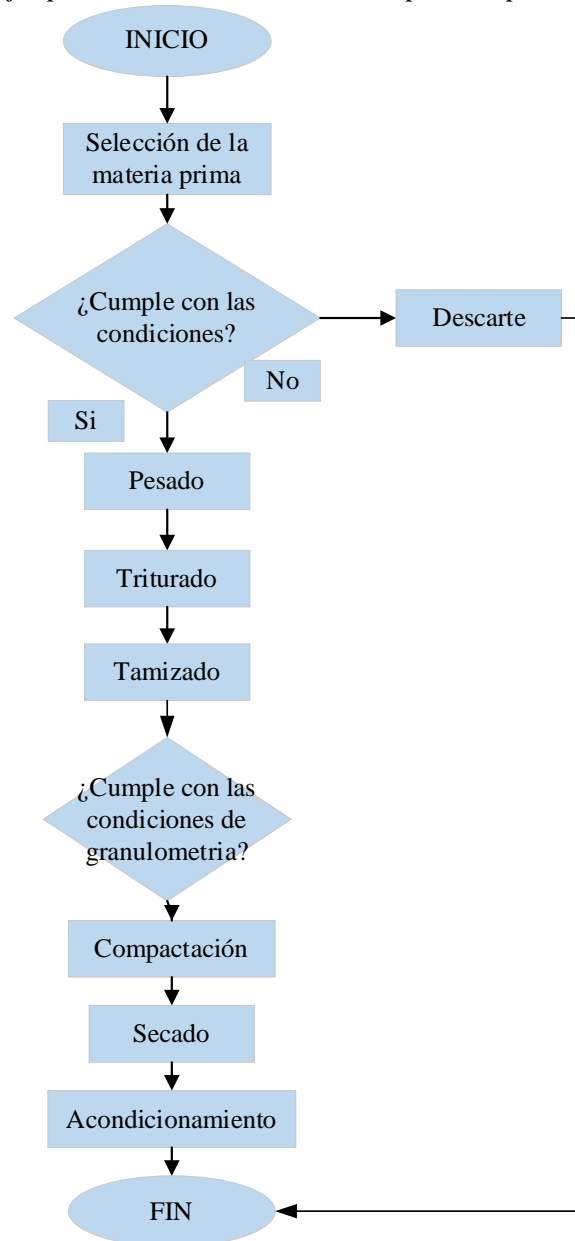 INICIO
Selección de la
materia prima
¿Cumple con las
condiciones?
Descarte
No
Si
Pesado
Triturado
Tamizado
¿Cumple con las
condiciones de
granulometria?
Compactación
Secado
Acondicionamiento
FIN